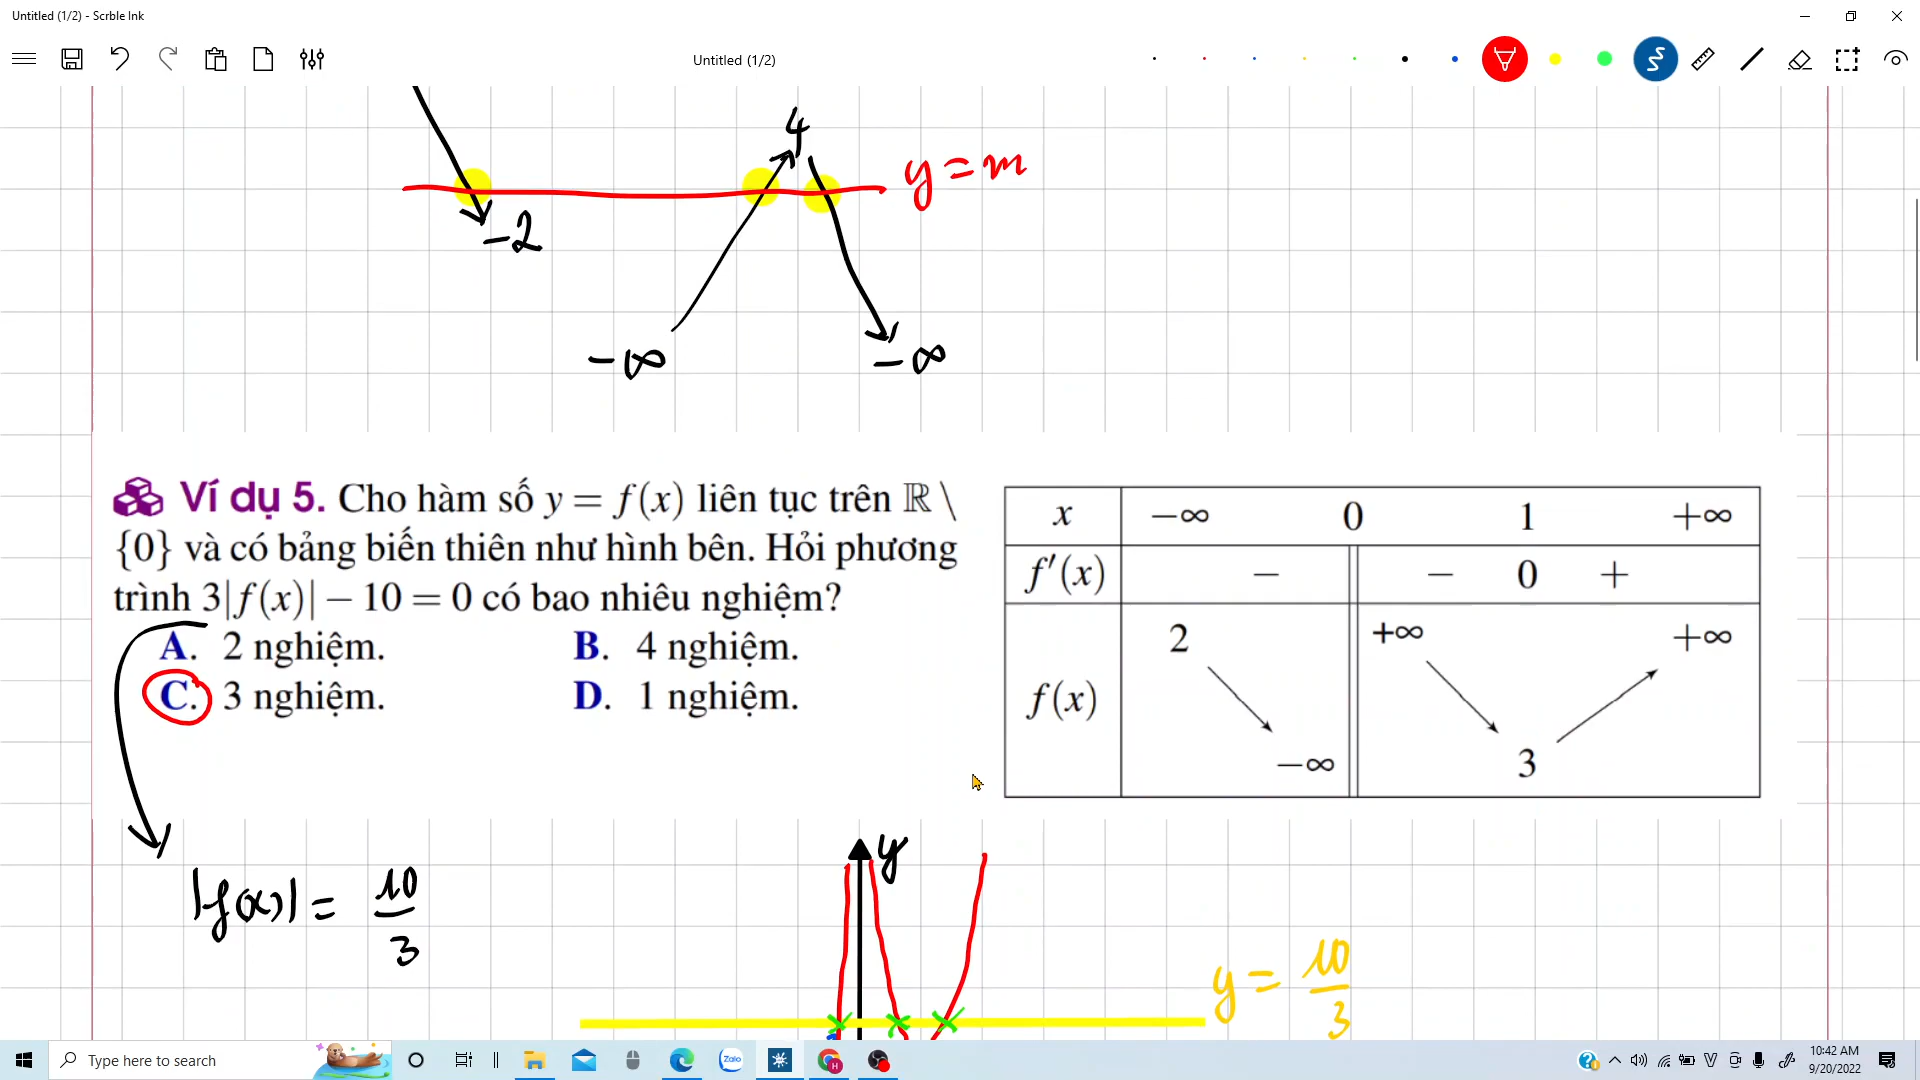 Untitled (1/2) - Scrble Ink
Untitled (1/2)
4
y = m
-2
-∞
-∞
Ví dụ 5. Cho hàm số y = f(x) liên tục trên ℝ \
{0} và có bảng biến thiên như hình bên. Hỏi phương
trình 3|f(x)| − 10 = 0 có bao nhiêu nghiệm?
A. 2 nghiệm.
B. 4 nghiệm.
C. 3 nghiệm.
D. 1 nghiệm.
x −∞ 0 1 +∞
f′(x) − − 0 +
2 +∞ +∞
f(x)
−∞ 3
y
|f(x)| = 10/3
y = 10/3
Type here to search
Zalo
H
10:42 AM
9/20/2022